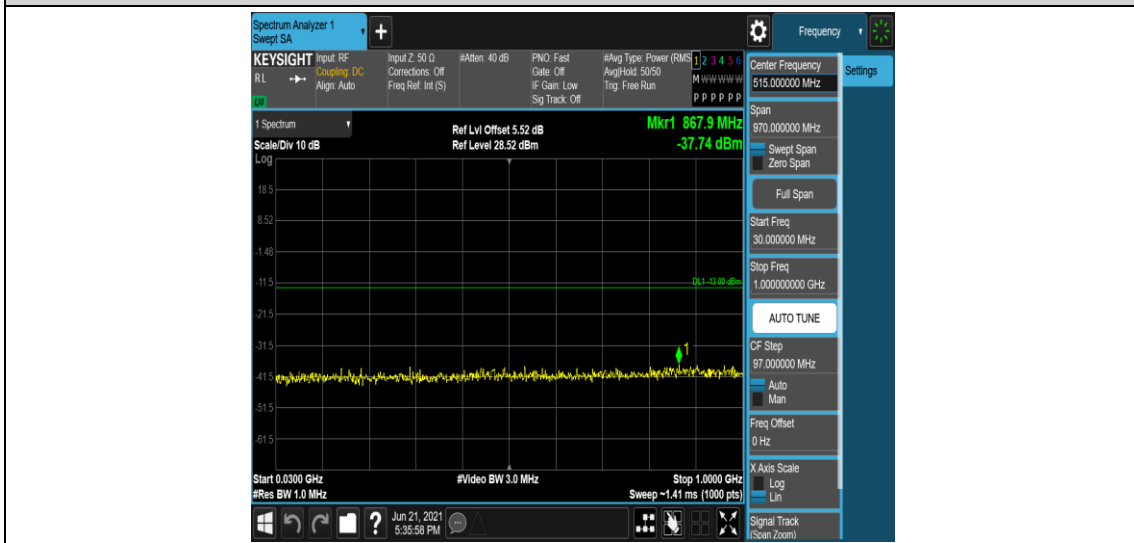 Spectrum Analyzer 1
Swept SA
+
Frequency
KEYSIGHT
RL
Input: RF
Coupling: DC
Align: Auto
Input Z: 50 Ω
Corrections: Off
Freq Ref: Int (S)
#Atten: 40 dB
PNO: Fast
Gate: Off
IF Gain: Low
Sig Track: Off
#Avg Type: Power (RMS
Avg|Hold: 50/50
Trig: Free Run
1 2 3 4 5 6
M W W W W W
P P P P P P
1 Spectrum
Scale/Div 10 dB
Ref Lvl Offset 5.52 dB
Ref Level 28.52 dBm
Mkr1 867.9 MHz
-37.74 dBm
Log
18.5
8.52
-1.48
-11.5
DL1 -13.00 dBm
-21.5
-31.5
1
-41.5
-51.5
-61.5
Start 0.0300 GHz
#Res BW 1.0 MHz
#Video BW 3.0 MHz
Stop 1.0000 GHz
Sweep ~1.41 ms (1000 pts)
Jun 21, 2021
5:35:58 PM
?
Center Frequency
515.000000 MHz
Settings
Span
970.000000 MHz
Swept Span
Zero Span
Full Span
Start Freq
30.000000 MHz
Stop Freq
1.000000000 GHz
AUTO TUNE
CF Step
97.000000 MHz
Auto
Man
Freq Offset
0 Hz
X Axis Scale
Log
Lin
Signal Track
(Span Zoom)